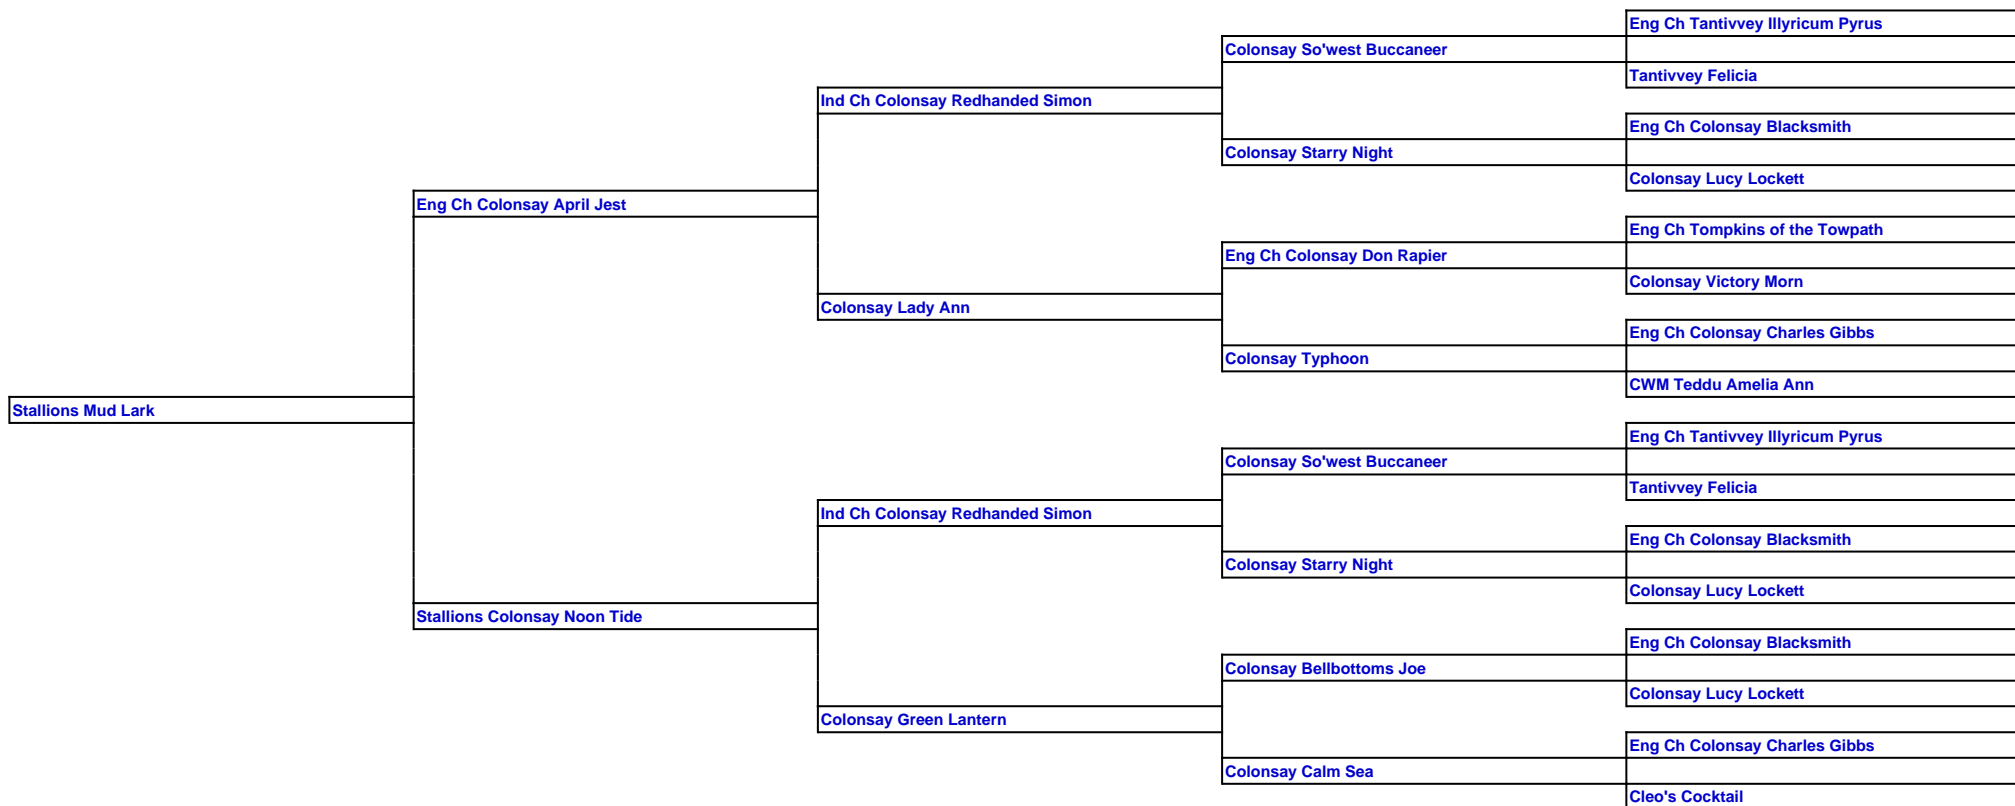 Eng Ch Tantivvey Illyricum Pyrus
Colonsay So'west Buccaneer
Tantivvey Felicia
Ind Ch Colonsay Redhanded Simon
Eng Ch Colonsay Blacksmith
Colonsay Starry Night
Colonsay Lucy Lockett
Eng Ch Colonsay April Jest
Eng Ch Tompkins of the Towpath
Eng Ch Colonsay Don Rapier
Colonsay Victory Morn
Colonsay Lady Ann
Eng Ch Colonsay Charles Gibbs
Colonsay Typhoon
CWM Teddu Amelia Ann
Stallions Mud Lark
Eng Ch Tantivvey Illyricum Pyrus
Colonsay So'west Buccaneer
Tantivvey Felicia
Ind Ch Colonsay Redhanded Simon
Eng Ch Colonsay Blacksmith
Colonsay Starry Night
Colonsay Lucy Lockett
Stallions Colonsay Noon Tide
Eng Ch Colonsay Blacksmith
Colonsay Bellbottoms Joe
Colonsay Lucy Lockett
Colonsay Green Lantern
Eng Ch Colonsay Charles Gibbs
Colonsay Calm Sea
Cleo's Cocktail